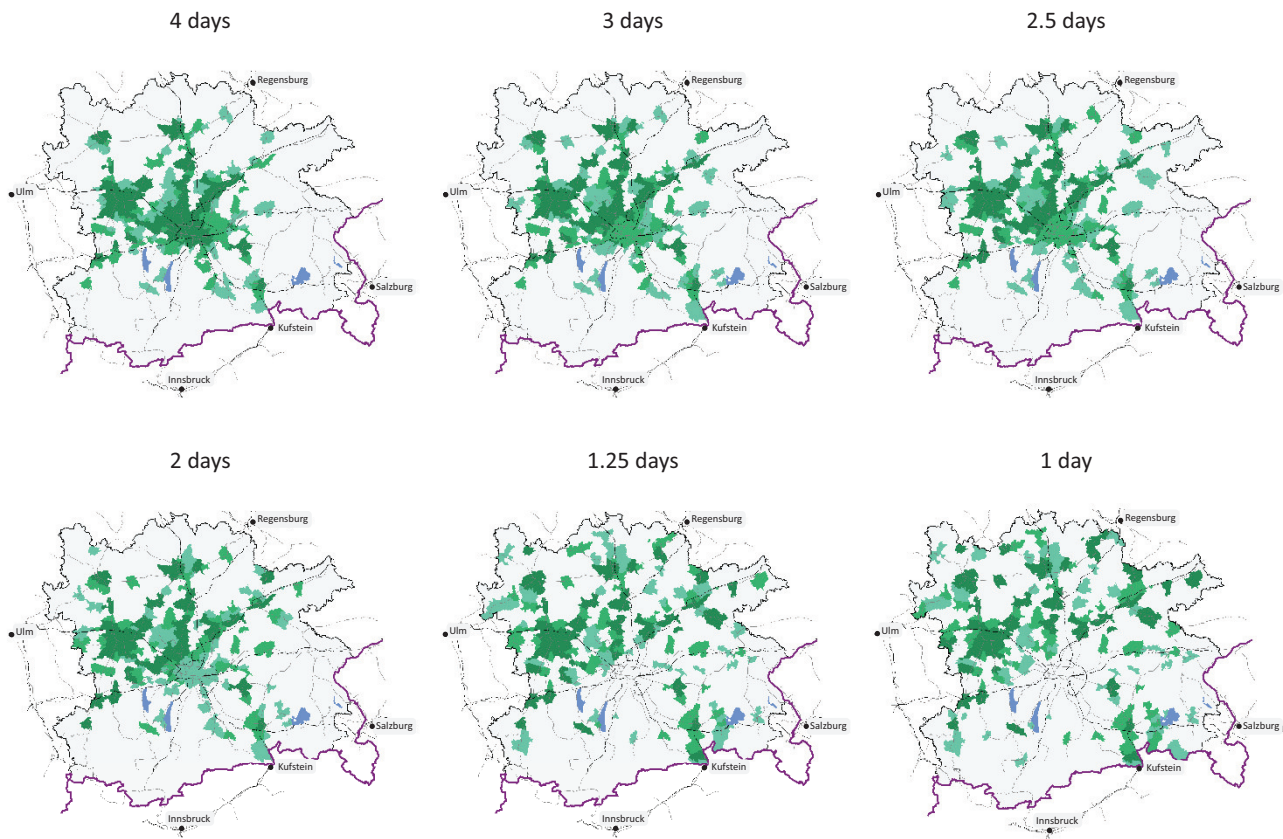 4 days
3 days
2.5 days
Regensburg
Regensburg
Regensburg
Ulm
Ulm
Ulm
Salzburg
Salzburg
Salzburg
Kufstein
Kufstein
Kufstein
Innsbruck
Innsbruck
Innsbruck
2 days
1.25 days
1 day
Regensburg
Regensburg
Regensburg
Ulm
Ulm
Ulm
Salzburg
Salzburg
Salzburg
Kufstein
Kufstein
Kufstein
Innsbruck
Innsbruck
Innsbruck